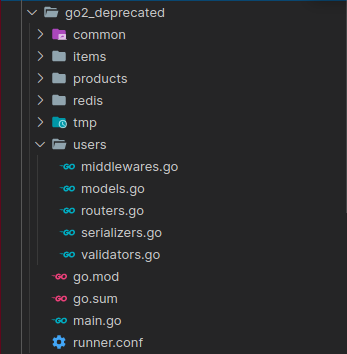 go2_deprecated
common
items
products
redis
tmp
users
middlewares.go
models.go
routers.go
serializers.go
validators.go
go.mod
go.sum
main.go
runner.conf